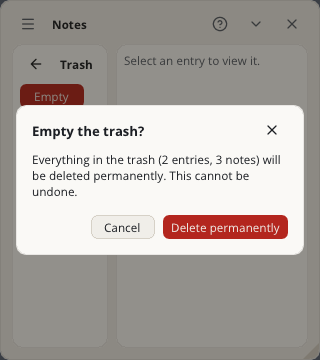 Notes
Trash
Empty
Select an entry to view it.
Empty the trash?
Everything in the trash (2 entries, 3 notes) will
be deleted permanently. This cannot be
undone.
Cancel
Delete permanently